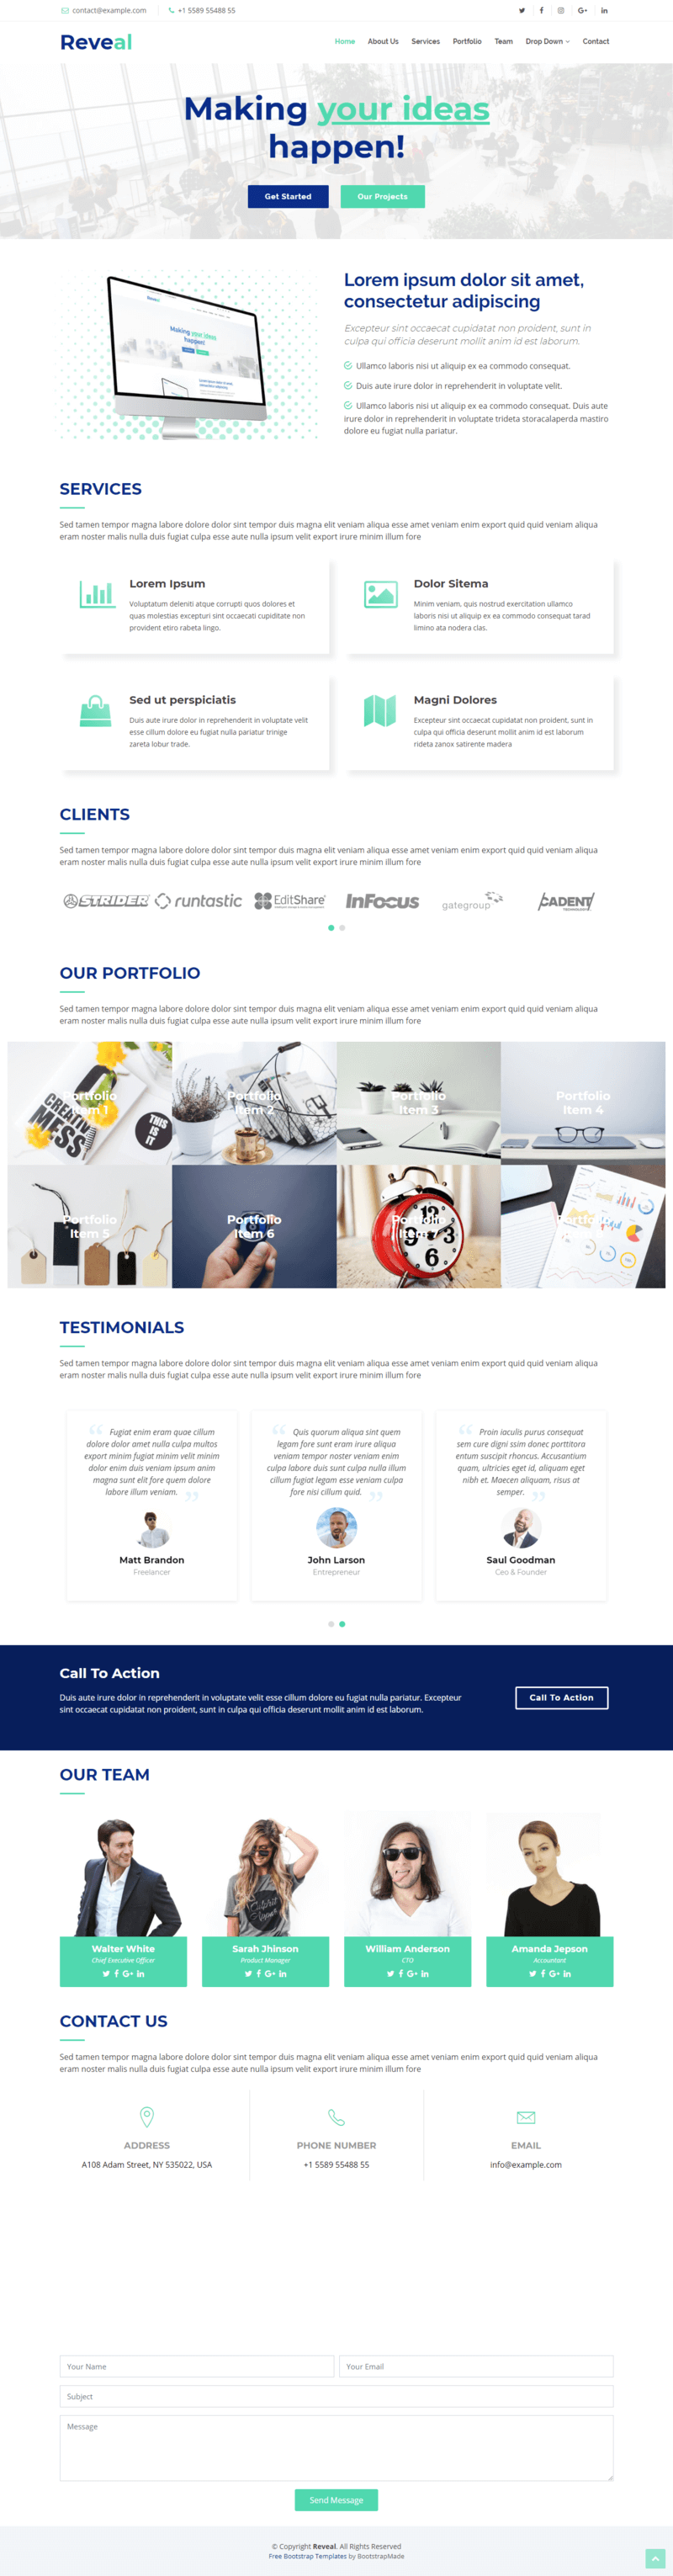 contact@example.com +1 5589 55488 55
Reveal
Home About Us Services Portfolio Team Drop Down Contact
Making your ideas
happen!
Get Started Our Projects
Lorem ipsum dolor sit amet,
consectetur adipiscing
Excepteur sint occaecat cupidatat non proident, sunt in
culpa qui officia deserunt mollit anim id est laborum.
Ullamco laboris nisi ut aliquip ex ea commodo consequat.
Duis aute irure dolor in reprehenderit in voluptate velit.
Ullamco laboris nisi ut aliquip ex ea commodo consequat. Duis aute
irure dolor in reprehenderit in voluptate trideta storacalaperda mastiro
dolore eu fugiat nulla pariatur.
SERVICES
Sed tamen tempor magna labore dolore dolor sint tempor duis magna elit veniam aliqua esse amet veniam enim export quid quid veniam aliqua
eram noster malis nulla duis fugiat culpa esse aute nulla ipsum velit export irure minim illum fore
Lorem Ipsum
Voluptatum deleniti atque corrupti quos dolores et
quas molestias excepturi sint occaecati cupiditate non
provident etiro rabeta lingo.
Dolor Sitema
Minim veniam, quis nostrud exercitation ullamco
laboris nisi ut aliquip ex ea commodo consequat tarad
limino ata nodera clas.
Sed ut perspiciatis
Duis aute irure dolor in reprehenderit in voluptate velit
esse cillum dolore eu fugiat nulla pariatur trinige
zareta lobur trade.
Magni Dolores
Excepteur sint occaecat cupidatat non proident, sunt in
culpa qui officia deserunt mollit anim id est laborum
rideta zanox satirente madera
CLIENTS
Sed tamen tempor magna labore dolore dolor sint tempor duis magna elit veniam aliqua esse amet veniam enim export quid quid veniam aliqua
eram noster malis nulla duis fugiat culpa esse aute nulla ipsum velit export irure minim illum fore
STRIDER runtastic EditShare InFocus gategroup CADENT
OUR PORTFOLIO
Sed tamen tempor magna labore dolore dolor sint tempor duis magna elit veniam aliqua esse amet veniam enim export quid quid veniam aliqua
eram noster malis nulla duis fugiat culpa esse aute nulla ipsum velit export irure minim illum fore
Portfolio
Item 1
CREATIVE
MESS
THIS
IS
IT
Portfolio
Item 2
Portfolio
Item 3
Portfolio
Item 4
Portfolio
Item 5
Portfolio
Item 6
Portfolio
TESTIMONIALS
Sed tamen tempor magna labore dolore dolor sint tempor duis magna elit veniam aliqua esse amet veniam enim export quid quid veniam aliqua
eram noster malis nulla duis fugiat culpa esse aute nulla ipsum velit export irure minim illum fore
Fugiat enim eram quae cillum
dolore dolor amet nulla culpa multos
export minim fugiat minim velit minim
dolor enim duis veniam ipsum anim
magna sunt elit fore quem dolore
labore illum veniam.
Matt Brandon
Freelancer
Quis quorum aliqua sint quem
legam fore sunt eram irure aliqua
veniam tempor noster veniam enim
culpa labore duis sunt culpa nulla illum
cillum fugiat legam esse veniam culpa
fore nisi cillum quid.
John Larson
Entrepreneur
Proin iaculis purus consequat
sem cure digni ssim donec porttitora
entum suscipit rhoncus. Accusantium
quam, ultricies eget id, aliquam eget
nibh et. Maecen aliquam, risus at
semper.
Saul Goodman
Ceo & Founder
Call To Action
Duis aute irure dolor in reprehenderit in voluptate velit esse cillum dolore eu fugiat nulla pariatur. Excepteur
sint occaecat cupidatat non proident, sunt in culpa qui officia deserunt mollit anim id est laborum.
Call To Action
OUR TEAM
Walter White
Chief Executive Officer
Sarah Jhinson
Product Manager
William Anderson
CTO
Amanda Jepson
Accountant
CONTACT US
Sed tamen tempor magna labore dolore dolor sint tempor duis magna elit veniam aliqua esse amet veniam enim export quid quid veniam aliqua
eram noster malis nulla duis fugiat culpa esse aute nulla ipsum velit export irure minim illum fore
ADDRESS
A108 Adam Street, NY 535022, USA
PHONE NUMBER
+1 5589 55488 55
EMAIL
info@example.com
Your Name
Your Email
Subject
Message
Send Message
© Copyright Reveal. All Rights Reserved
Free Bootstrap Templates by BootstrapMade